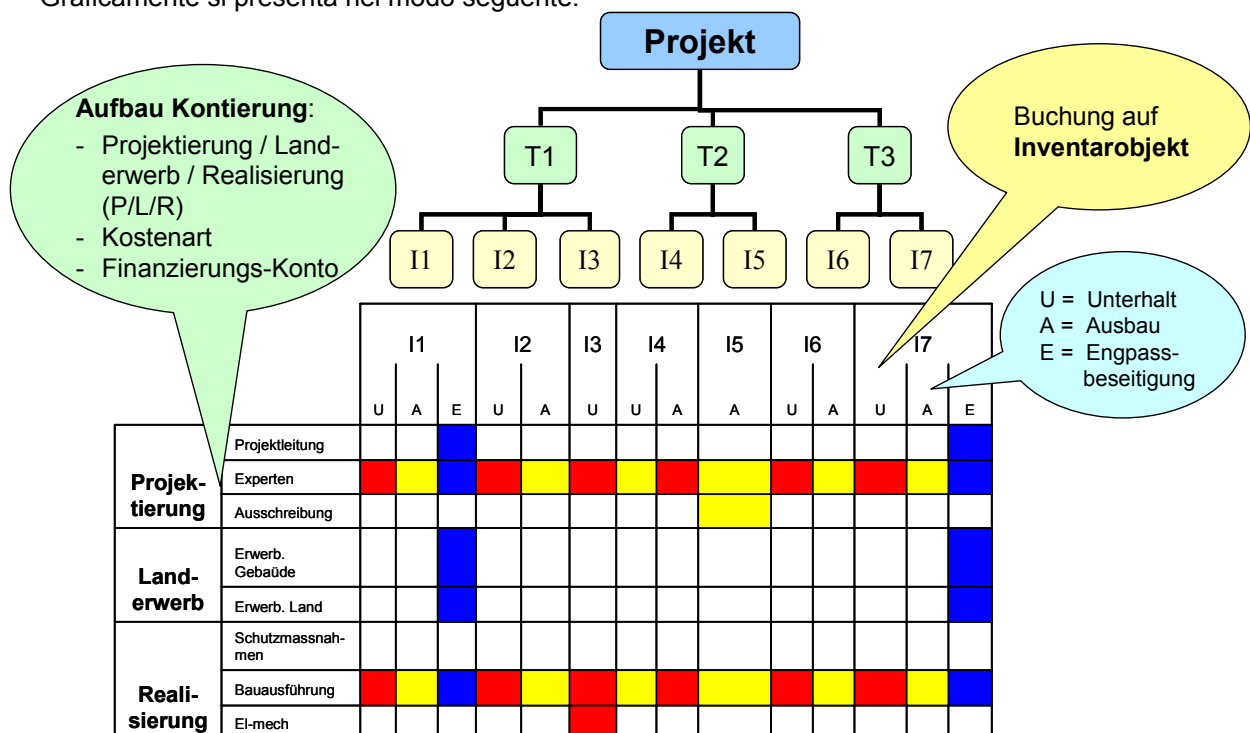 Graficamente si presenta nel modo seguente:
Projekt
Aufbau Kontierung:
- Projektierung / Land-
erwerb / Realisierung
(P/L/R)
- Kostenart
- Finanzierungs-Konto
Buchung auf
Inventarobjekt
T1 T2 T3
I1 I2 I3 I4 I5 I6 I7
U = Unterhalt
A = Ausbau
E = Engpass-
beseitigung
I1 I2 I3 I4 I5 I6 I7
U A E U A U U A A U A U A E
Projek-
tierung
Projektleitung
Experten
Ausschreibung
Land-
erwerb
Erwerb.
Gebäude
Erwerb. Land
Reali-
sierung
Schutzmassnah-
men
Bauausführung
El-mech